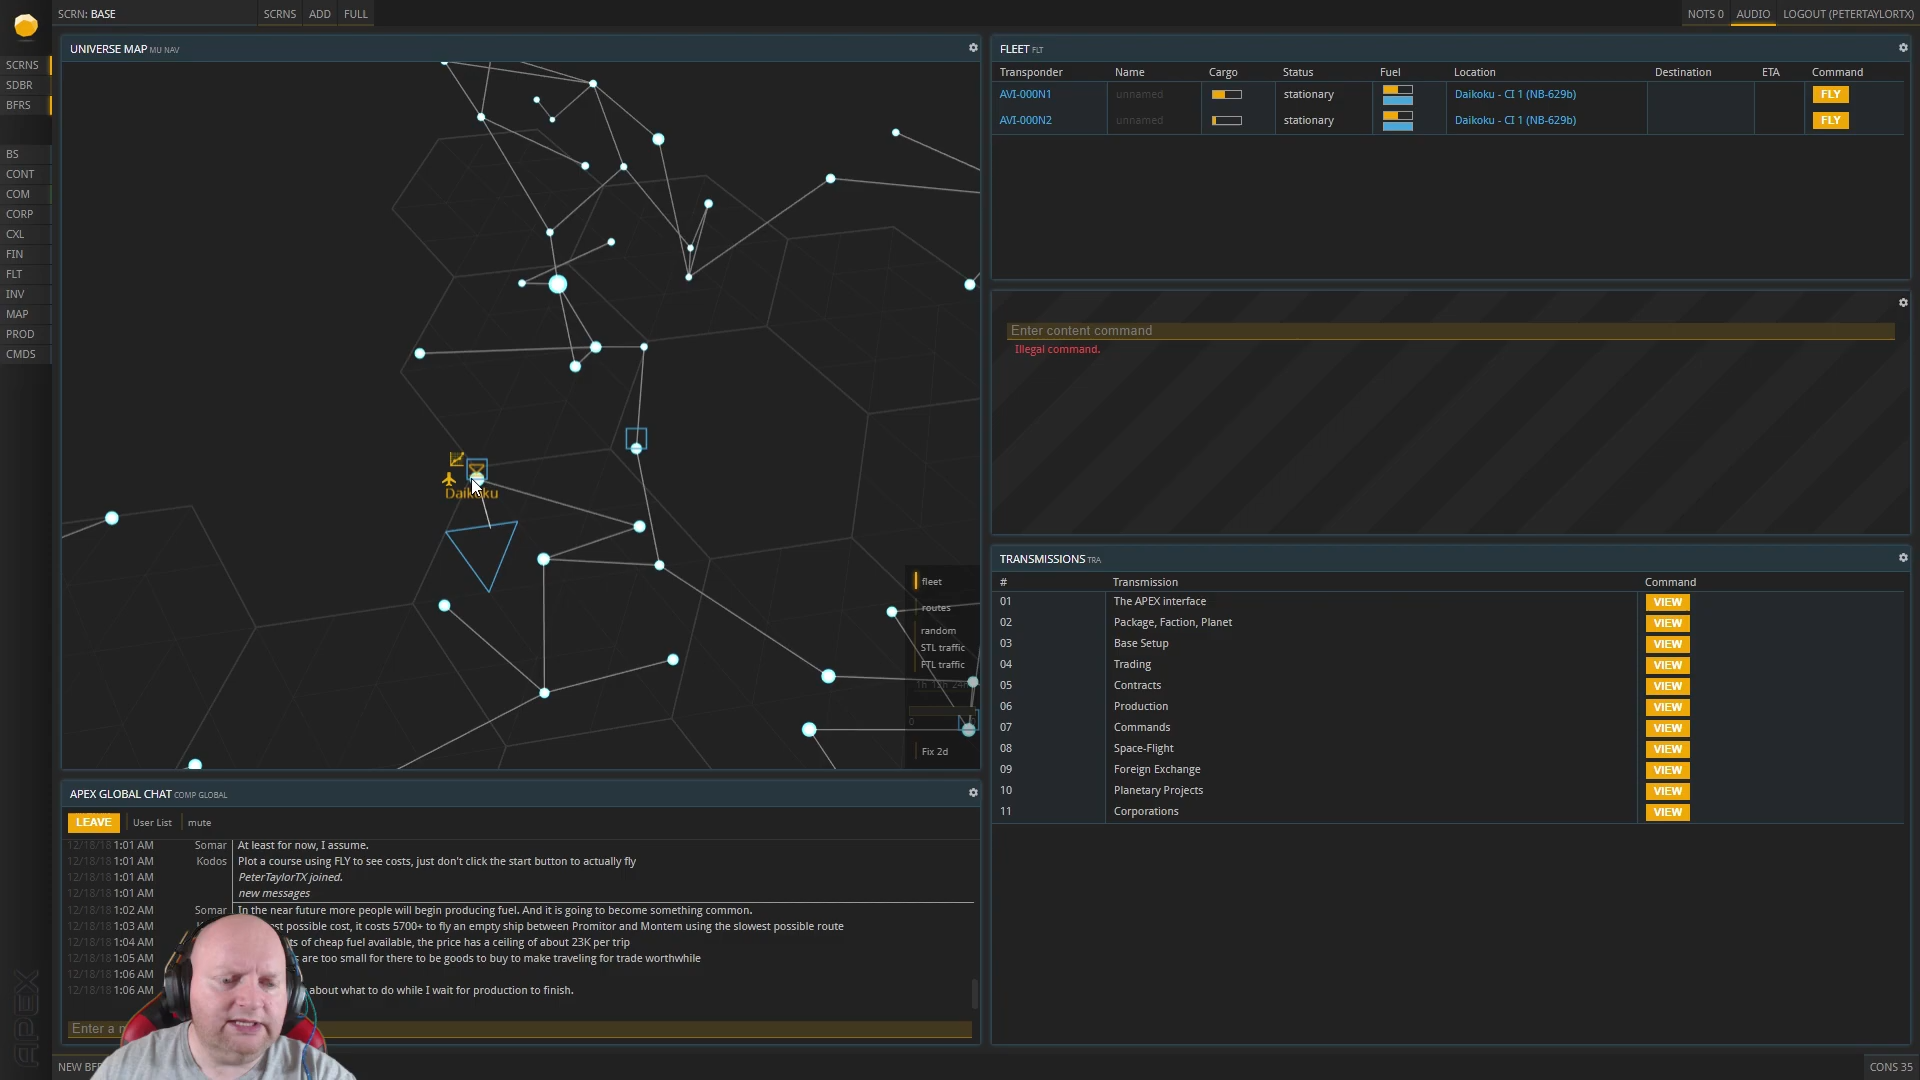 SCRN: BASE
SCRNS
ADD
FULL
NOTS 0
AUDIO
LOGOUT (PETERTAYLORTX)
SCRNS
SDBR
BFRS
BS
CONT
COM
CORP
CXL
FIN
FLT
INV
MAP
PROD
CMDS
APEX
UNIVERSE MAP MU NAV
Daikoku
fleet
routes
random
STL traffic
FTL traffic
1h 12h 24h
0
Fix 2d
APEX GLOBAL CHAT COMP GLOBAL
LEAVE
User List
mute
12/18/18 1:01 AM Somar At least for now, I assume.
12/18/18 1:01 AM Kodos Plot a course using FLY to see costs, just don't click the start button to actually fly
12/18/18 1:01 AM PeterTaylorTX joined.
12/18/18 1:01 AM new messages
12/18/18 1:02 AM Somar In the near future more people will begin producing fuel. And it is going to become something common.
12/18/18 1:03 AM possible cost, it costs 5700+ to fly an empty ship between Promitor and Montem using the slowest possible route
12/18/18 1:04 AM of cheap fuel available, the price has a ceiling of about 23K per trip
12/18/18 1:05 AM are too small for there to be goods to buy to make traveling for trade worthwhile
12/18/18 1:06 AM
12/18/18 1:06 AM about what to do while I wait for production to finish.
Enter a
NEW
FLEET FLT
Transponder Name Cargo Status Fuel Location Destination ETA Command
AVI-000N1 unnamed stationary Daikoku - CI 1 (NB-629b) FLY
AVI-000N2 unnamed stationary Daikoku - CI 1 (NB-629b) FLY
Enter content command
Illegal command.
TRANSMISSIONS TRA
# Transmission Command
01 The APEX interface VIEW
02 Package, Faction, Planet VIEW
03 Base Setup VIEW
04 Trading VIEW
05 Contracts VIEW
06 Production VIEW
07 Commands VIEW
08 Space-Flight VIEW
09 Foreign Exchange VIEW
10 Planetary Projects VIEW
11 Corporations VIEW
CONS 35